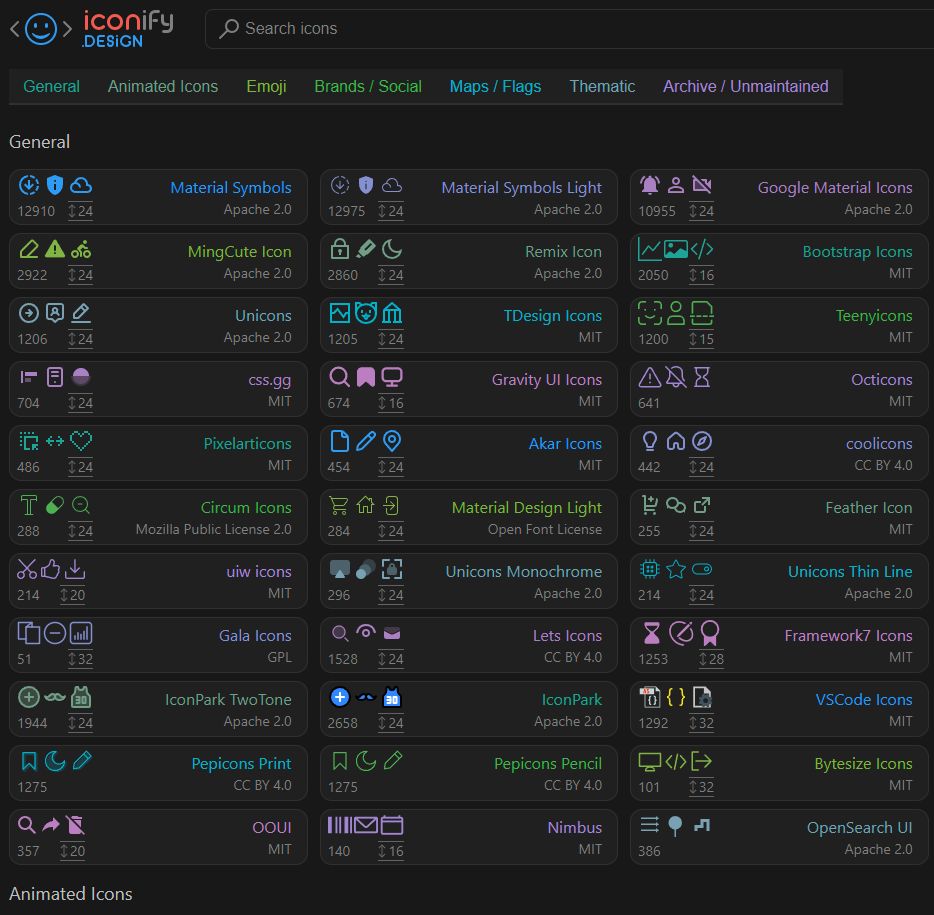 iconify
.DESIGN
Search icons
General
Animated Icons
Emoji
Brands / Social
Maps / Flags
Thematic
Archive / Unmaintained
General
Material Symbols
12910 24 Apache 2.0
Material Symbols Light
12975 24 Apache 2.0
Google Material Icons
10955 24 Apache 2.0
MingCute Icon
2922 24 Apache 2.0
Remix Icon
2860 24 Apache 2.0
Bootstrap Icons
2050 16 MIT
Unicons
1206 24 Apache 2.0
TDesign Icons
1205 24 MIT
Teenyicons
1200 15 MIT
css.gg
704 24 MIT
Gravity UI Icons
674 16 MIT
Octicons
641 MIT
Pixelarticons
486 24 MIT
Akar Icons
454 24 MIT
coolicons
442 24 CC BY 4.0
Circum Icons
288 24 Mozilla Public License 2.0
Material Design Light
284 24 Open Font License
Feather Icon
255 24 MIT
uiw icons
214 20 MIT
Unicons Monochrome
296 24 Apache 2.0
Unicons Thin Line
214 24 Apache 2.0
Gala Icons
51 32 GPL
Lets Icons
1528 24 CC BY 4.0
Framework7 Icons
1253 28 MIT
30 IconPark TwoTone
1944 24 Apache 2.0
30 IconPark
2658 24 Apache 2.0
VSCode Icons
1292 32 MIT
Pepicons Print
1275 CC BY 4.0
Pepicons Pencil
1275 CC BY 4.0
Bytesize Icons
101 32 MIT
OOUI
357 20 MIT
Nimbus
140 16 MIT
OpenSearch UI
386 Apache 2.0
Animated Icons